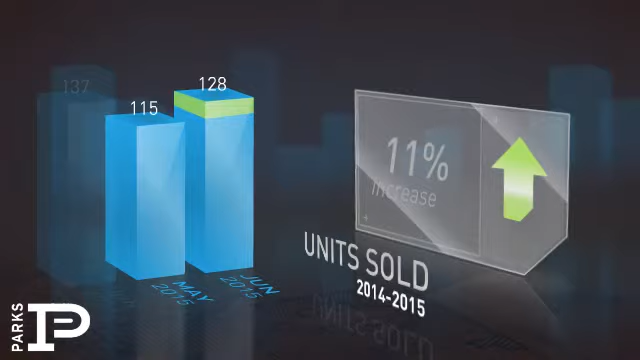 137
115
128
MAY
2015
JUN
2015
11%
increase
UNITS SOLD
2014-2015
PARKS
P